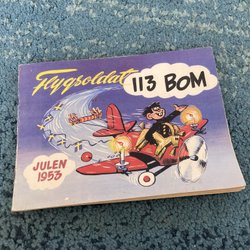 Flygsoldat
113 BOM
JULEN
1953